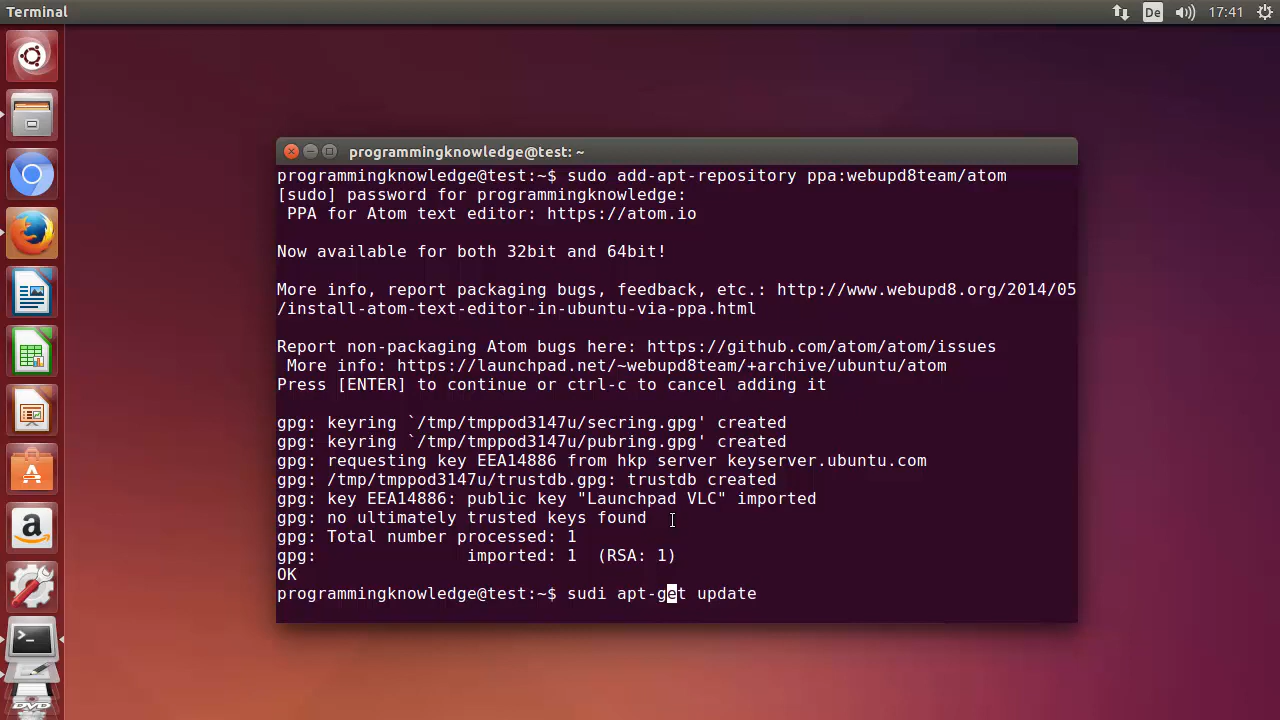 Terminal
De
17:41
programmingknowledge@test: ~
programmingknowledge@test:~$ sudo add-apt-repository ppa:webupd8team/atom
[sudo] password for programmingknowledge:
PPA for Atom text editor: https://atom.io
Now available for both 32bit and 64bit!
More info, report packaging bugs, feedback, etc.: http://www.webupd8.org/2014/05
/install-atom-text-editor-in-ubuntu-via-ppa.html
Report non-packaging Atom bugs here: https://github.com/atom/atom/issues
More info: https://launchpad.net/~webupd8team/+archive/ubuntu/atom
Press [ENTER] to continue or ctrl-c to cancel adding it
gpg: keyring `/tmp/tmppod3147u/secring.gpg' created
gpg: keyring `/tmp/tmppod3147u/pubring.gpg' created
gpg: requesting key EEA14886 from hkp server keyserver.ubuntu.com
gpg: /tmp/tmppod3147u/trustdb.gpg: trustdb created
gpg: key EEA14886: public key "Launchpad VLC" imported
gpg: no ultimately trusted keys found
gpg: Total number processed: 1
gpg:               imported: 1  (RSA: 1)
OK
programmingknowledge@test:~$ sudi apt-get update
A
a
>_
DVD